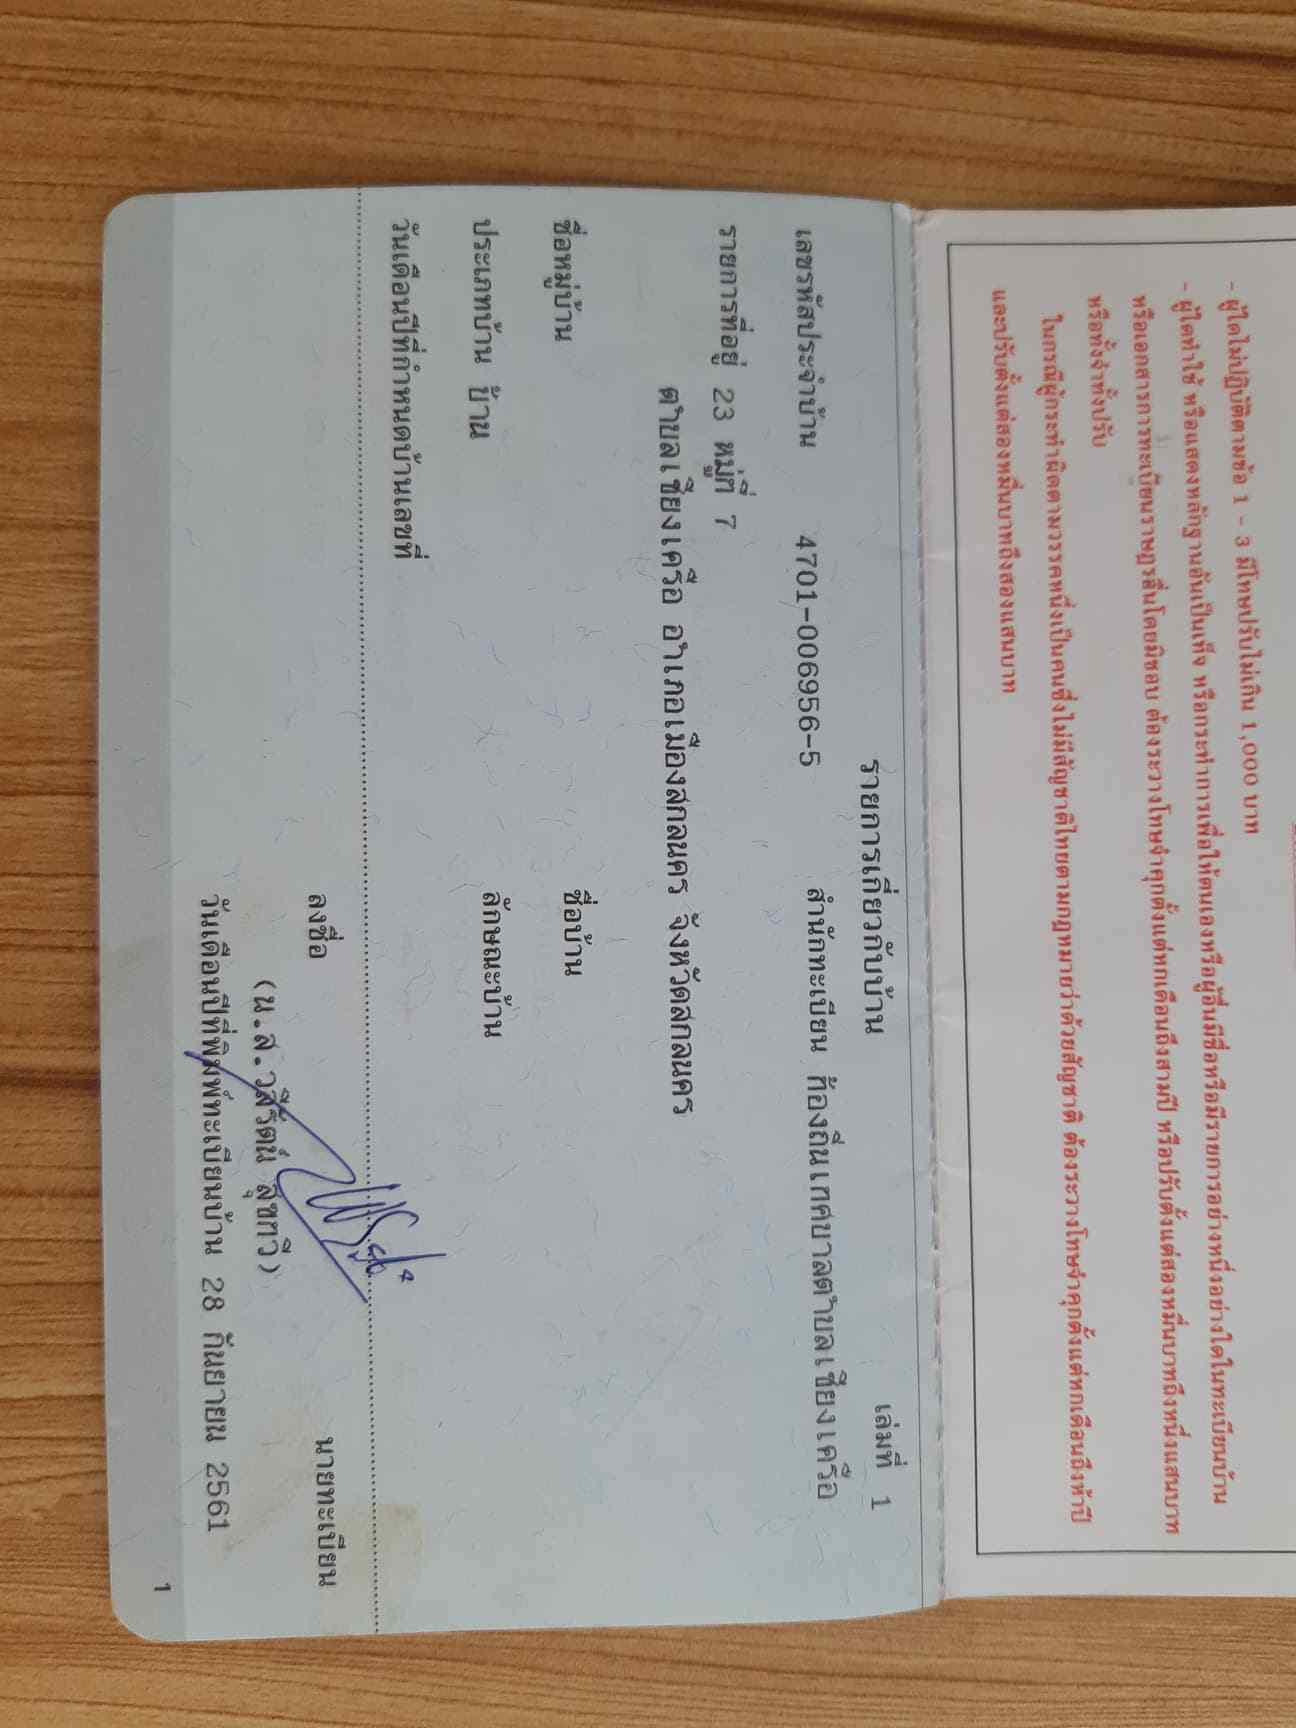 - ผู้ใดไม่ปฏิบัติตามข้อ 1 - 3 มีโทษปรับไม่เกิน 1,000 บาท
- ผู้ใดทำใช้ หรือแสดงหลักฐานอันเป็นเท็จ หรือกระทำการเพื่อให้ตนเองหรือผู้อื่นมีชื่อหรือมีรายการอย่างหนึ่งอย่างใดในทะเบียนบ้าน
หรือเอกสารการทะเบียนราษฎรอื่นโดยมิชอบ ต้องระวางโทษจำคุกตั้งแต่หกเดือนถึงสามปี หรือปรับตั้งแต่สองหมื่นบาทถึงหนึ่งแสนบาท
หรือทั้งจำทั้งปรับ
ในกรณีผู้กระทำผิดตามวรรคหนึ่งเป็นคนซึ่งไม่มีสัญชาติไทยตามกฎหมายว่าด้วยสัญชาติ ต้องระวางโทษจำคุกตั้งแต่หกเดือนถึงห้าปี
และปรับตั้งแต่สองหมื่นบาทถึงสองแสนบาท
เล่มที่ 1
รายการเกี่ยวกับบ้าน
เลขรหัสประจำบ้าน 4701-006956-5 สำนักทะเบียน ท้องถิ่นเทศบาลตำบลเชียงเครือ
รายการที่อยู่ 23 หมู่ที่ 7
ตำบลเชียงเครือ อำเภอเมืองสกลนคร จังหวัดสกลนคร
ชื่อหมู่บ้าน ชื่อบ้าน
ประเภทบ้าน บ้าน ลักษณะบ้าน
วันเดือนปีที่กำหนดบ้านเลขที่
ลงชื่อ นายทะเบียน
(น.ส.วลีรัตน์ สุขทวี)
วันเดือนปีที่พิมพ์ทะเบียนบ้าน 28 กันยายน 2561
1